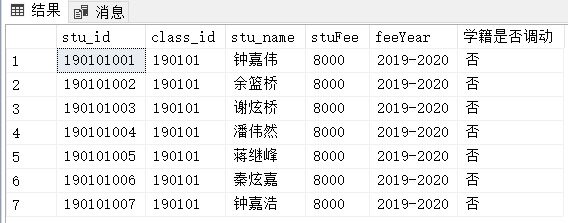 结果 消息
stu_id class_id stu_name stuFee feeYear 学籍是否调动
1 190101001 190101 钟嘉伟 8000 2019-2020 否
2 190101002 190101 余篮桥 8000 2019-2020 否
3 190101003 190101 谢炫桥 8000 2019-2020 否
4 190101004 190101 潘伟然 8000 2019-2020 否
5 190101005 190101 蒋继峰 8000 2019-2020 否
6 190101006 190101 秦炫嘉 8000 2019-2020 否
7 190101007 190101 钟嘉浩 8000 2019-2020 否